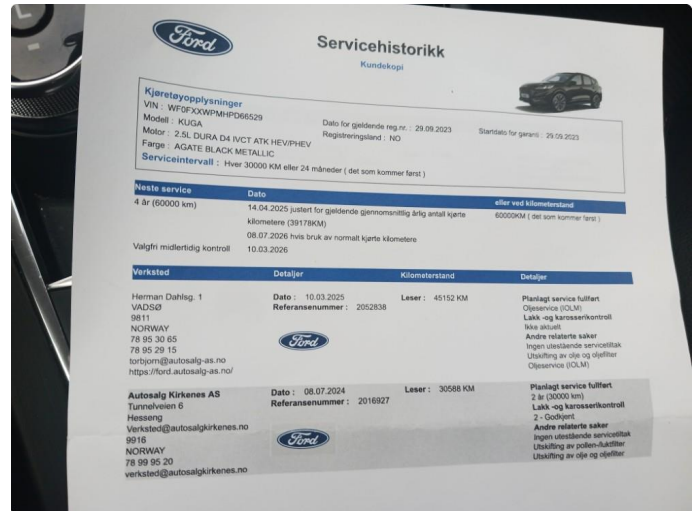 L
Ford
Servicehistorikk
Kundekopi
Kjøretøyopplysninger
VIN : WF0FXXWPMHPD66529
Modell : KUGA
Motor : 2.5L DURA D4 IVCT ATK HEV/PHEV
Farge : AGATE BLACK METALLIC
Serviceintervall : Hver 30000 KM eller 24 måneder ( det som kommer først )
Dato for gjeldende reg.nr. : 29.09.2023
Registreringsland : NO
Startdato for garanti : 29.09.2023
Neste service Dato eller ved kilometerstand
4 år (60000 km) 14.04.2025 justert for gjeldende gjennomsnittlig årlig antall kjørte 60000KM ( det som kommer først )
kilometere (39178KM)
08.07.2026 hvis bruk av normalt kjørte kilometere
Valgfri midlertidig kontroll 10.03.2026
Verksted Detaljer Kilometerstand Detaljer
Herman Dahlsg. 1
VADSØ
9811
NORWAY
78 95 30 65
78 95 29 15
torbjorn@autosalg-as.no
https://ford.autosalg-as.no/
Dato : 10.03.2025
Referansenummer : 2052838
Ford
Leser : 45152 KM
Planlagt service fullført
Oljeservice (IOLM)
Lakk -og karosserikontroll
Ikke aktuelt
Andre relaterte saker
Ingen utestående servicetiltak
Utskifting av olje og oljefilter
Oljeservice (IOLM)
Autosalg Kirkenes AS
Tunnelveien 6
Hesseng
Verksted@autosalgkirkenes.no
9916
NORWAY
78 99 95 20
verksted@autosalgkirkenes.no
Dato : 08.07.2024
Referansenummer : 2016927
Ford
Leser : 30588 KM
Planlagt service fullført
2 år (30000 km)
Lakk -og karosserikontroll
2 - Godkjent
Andre relaterte saker
Ingen utestående servicetiltak
Utskifting av pollen-/luktfilter
Utskifting av olje og oljefilter